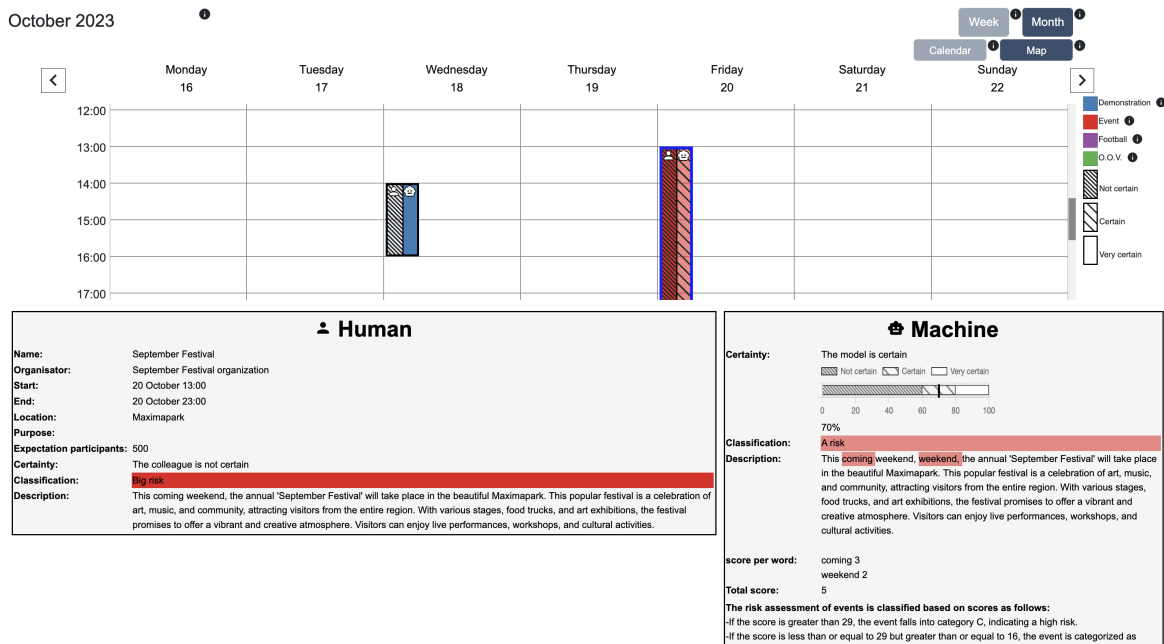 October 2023
Week Month
Calendar Map
Monday Tuesday Wednesday Thursday Friday Saturday Sunday
16 17 18 19 20 21 22
12:00
13:00
14:00
15:00
16:00
17:00
Demonstration
Event
Football
O.O.V.
Not certain
Certain
Very certain
Human
Name: September Festival
Organisator: September Festival organization
Start: 20 October 13:00
End: 20 October 23:00
Location: Maximapark
Purpose:
Expectation participants: 500
Certainty: The colleague is not certain
Classification: Big risk
Description: This coming weekend, the annual 'September Festival' will take place in the beautiful Maximapark. This popular festival is a celebration of
art, music, and community, attracting visitors from the entire region. With various stages, food trucks, and art exhibitions, the festival
promises to offer a vibrant and creative atmosphere. Visitors can enjoy live performances, workshops, and cultural activities.
Machine
Certainty: The model is certain
Not certain Certain Very certain
0 20 40 60 80 100
70%
Classification: A risk
Description: This coming weekend, weekend, the annual 'September Festival' will take place
in the beautiful Maximapark. This popular festival is a celebration of art, music,
and community, attracting visitors from the entire region. With various stages,
food trucks, and art exhibitions, the festival promises to offer a vibrant and
creative atmosphere. Visitors can enjoy live performances, workshops, and
cultural activities.
score per word: coming 3
weekend 2
Total score: 5
The risk assessment of events is classified based on scores as follows:
-If the score is greater than 29, the event falls into category C, indicating a high risk.
-If the score is less than or equal to 29 but greater than or equal to 16, the event is categorized as